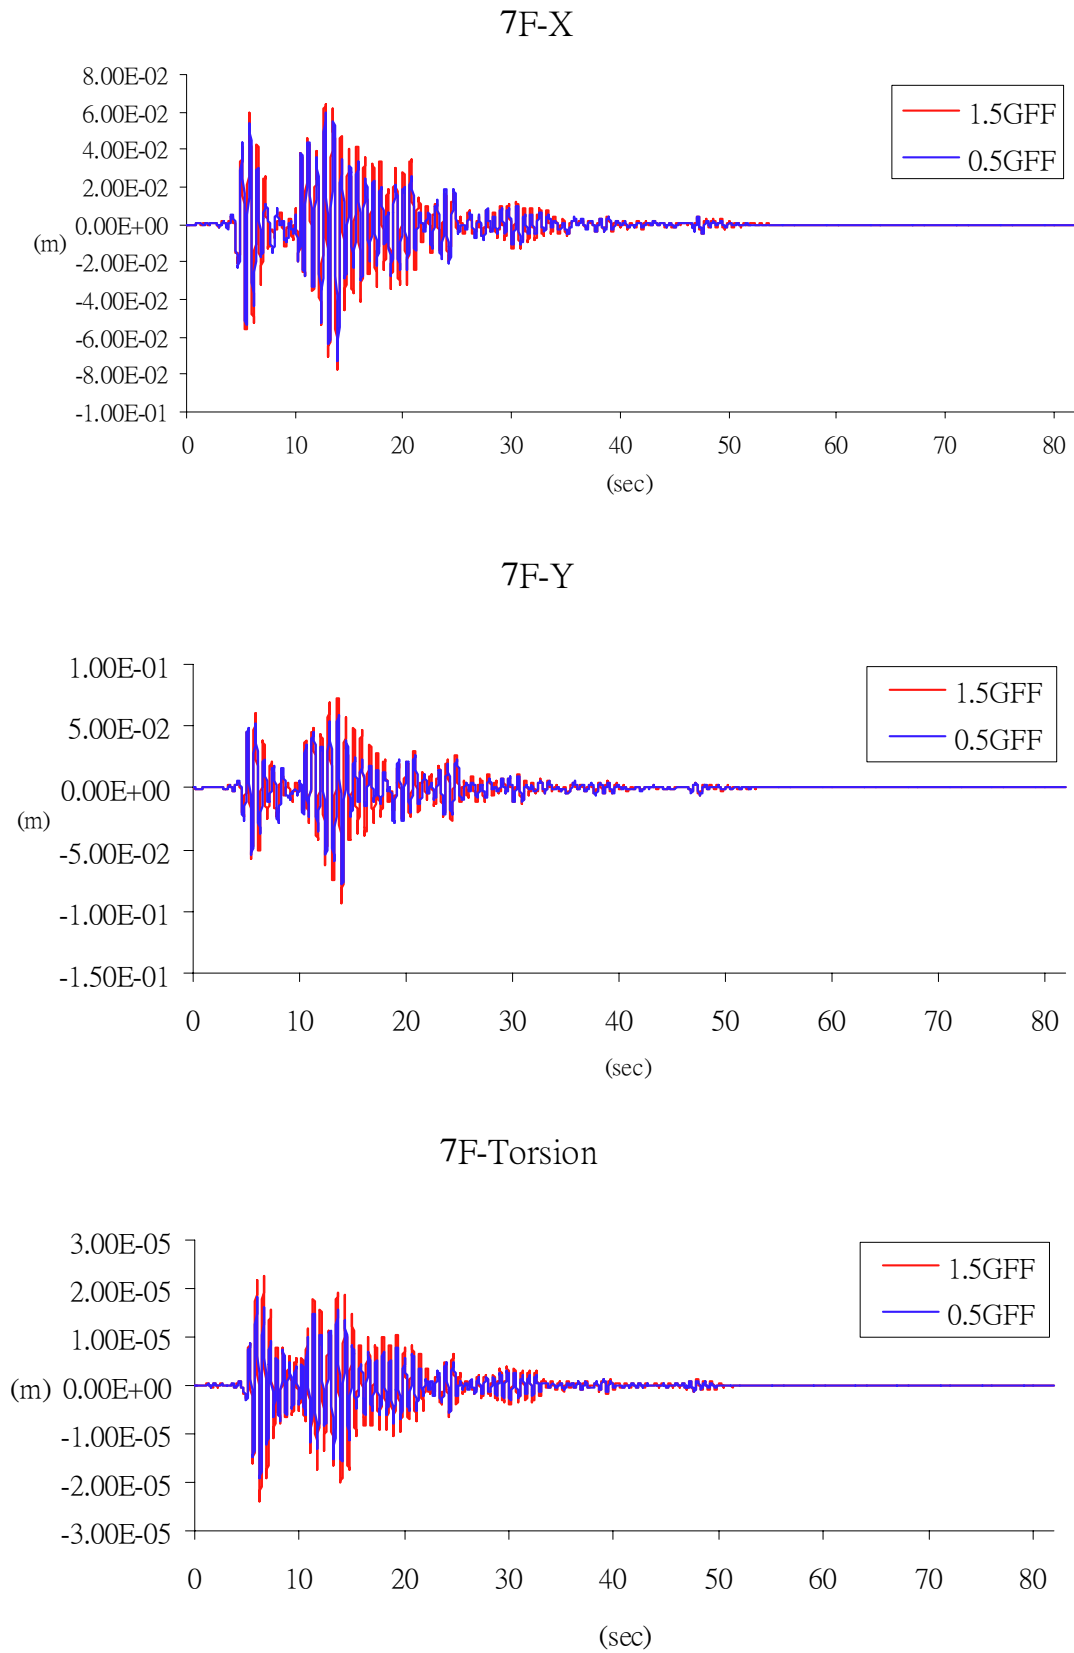 7F-X
8.00E-02
6.00E-02
4.00E-02
2.00E-02
0.00E+00
(m)
-2.00E-02
-4.00E-02
-6.00E-02
-8.00E-02
-1.00E-01
1.5GFF
0.5GFF
0 10 20 30 40 50 60 70 80
(sec)
7F-Y
1.00E-01
5.00E-02
0.00E+00
(m)
-5.00E-02
-1.00E-01
-1.50E-01
1.5GFF
0.5GFF
0 10 20 30 40 50 60 70 80
(sec)
7F-Torsion
3.00E-05
2.00E-05
1.00E-05
(m) 0.00E+00
-1.00E-05
-2.00E-05
-3.00E-05
1.5GFF
0.5GFF
0 10 20 30 40 50 60 70 80
(sec)